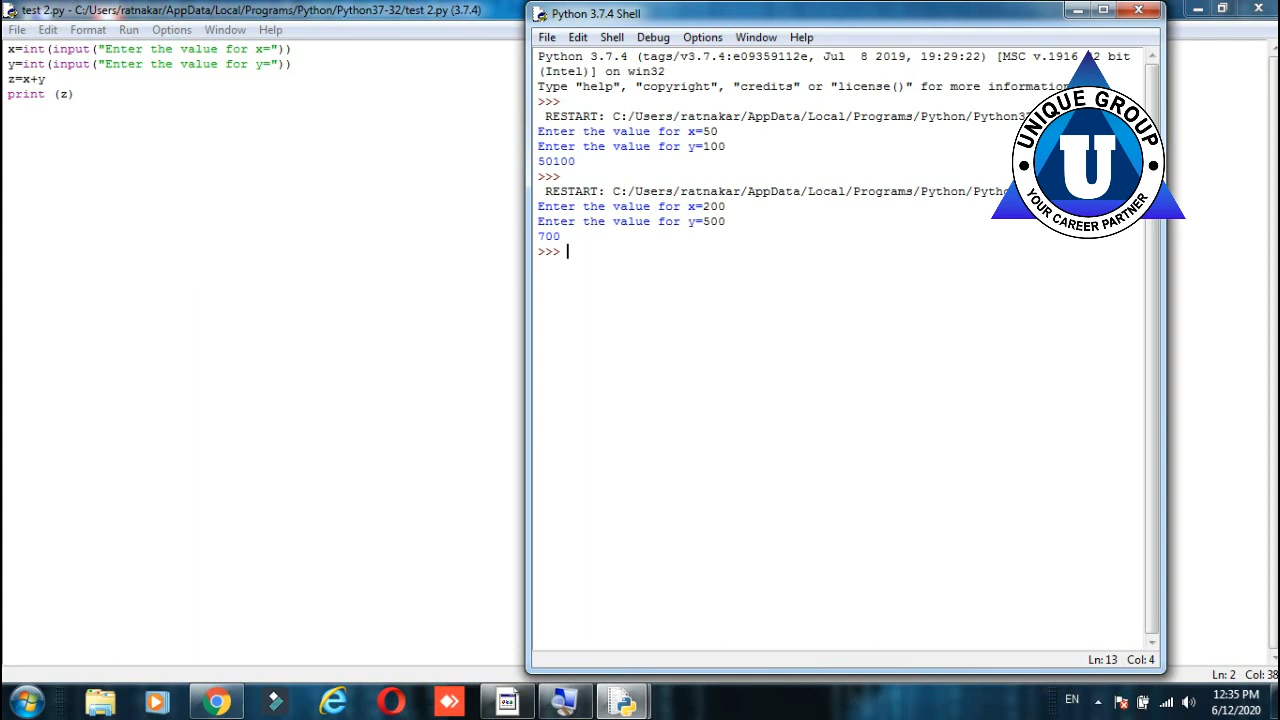 test 2.py - C:/Users/ratnakar/AppData/Local/Programs/Python/Python37-32/test 2.py (3.7.4)
File Edit Format Run Options Window Help
x=int(input("Enter the value for x="))
y=int(input("Enter the value for y="))
z=x+y
print (z)
Python 3.7.4 Shell
File Edit Shell Debug Options Window Help
Python 3.7.4 (tags/v3.7.4:e09359112e, Jul 8 2019, 19:29:22) [MSC v.1916 bit
(Intel)] on win32
Type "help", "copyright", "credits" or "license()" for more information
>>>
RESTART: C:/Users/ratnakar/AppData/Local/Programs/Python/
Enter the value for x=50
Enter the value for y=100
50100
>>>
RESTART: C:/Users/ratnakar/AppData/Local/Programs/Python/
Enter the value for x=200
Enter the value for y=500
700
>>>
UNIQUE GROUP
U
YOUR CAREER PARTNER
Ln: 13 Col: 4
Ln: 2 Col: 38
EN
12:35 PM
6/12/2020